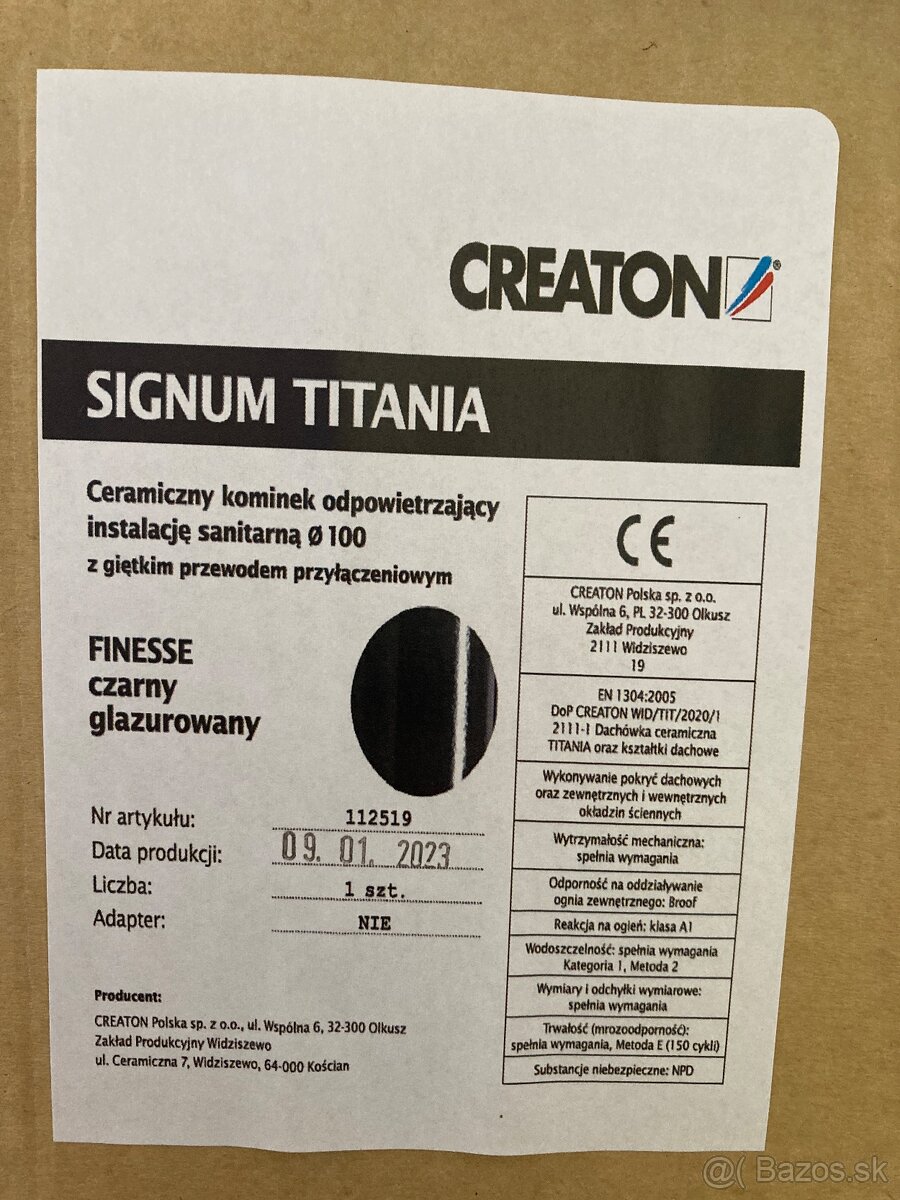 CREATON
®
SIGNUM TITANIA
Ceramiczny kominek odpowietrzający
instalację sanitarną Ø 100
z giętkim przewodem przyłączeniowym
FINESSE
czarny
glazurowany
Nr artykułu: 112519
Data produkcji: 09. 01. 2023
Liczba: 1 szt.
Adapter: NIE
Producent:
CREATON Polska sp. z o.o., ul. Wspólna 6, 32-300 Olkusz
Zakład Produkcyjny Widziszewo
ul. Ceramiczna 7, Widziszewo, 64-000 Kościan
CE
CREATON Polska sp. z o.o.
ul. Wspólna 6, PL 32-300 Olkusz
Zakład Produkcyjny
2111 Widziszewo
19
EN 1304:2005
DoP CREATON WID/TIT/2020/1
2111-1 Dachówka ceramiczna
TITANIA oraz kształtki dachowe
Wykonywanie pokryć dachowych
oraz zewnętrznych i wewnętrznych
okładzin ściennych
Wytrzymałość mechaniczna:
spełnia wymagania
Odporność na oddziaływanie
ognia zewnętrznego: Broof
Reakcja na ogień: klasa A1
Wodoszczelność: spełnia wymagania
Kategoria 1, Metoda 2
Wymiary i odchyłki wymiarowe:
spełnia wymagania
Trwałość (mrozoodporność):
spełnia wymagania, Metoda E (150 cykli)
Substancje niebezpieczne: NPD
@( Bazos.sk